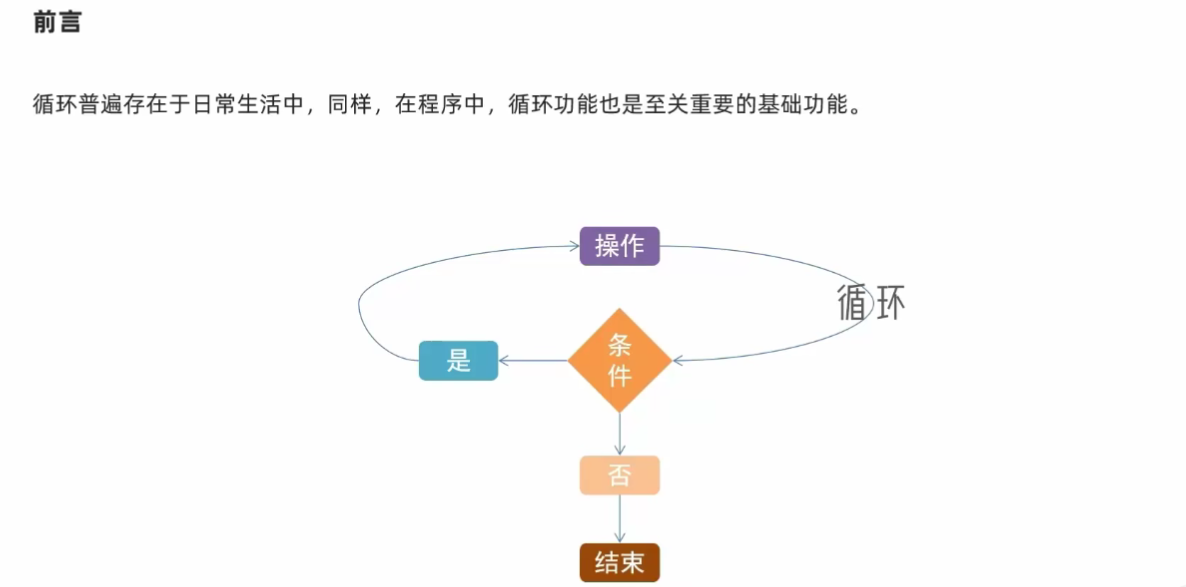 前言
循环普遍存在于日常生活中，同样，在程序中，循环功能也是至关重要的基础功能。
操作
循环
条
件
是
否
结束